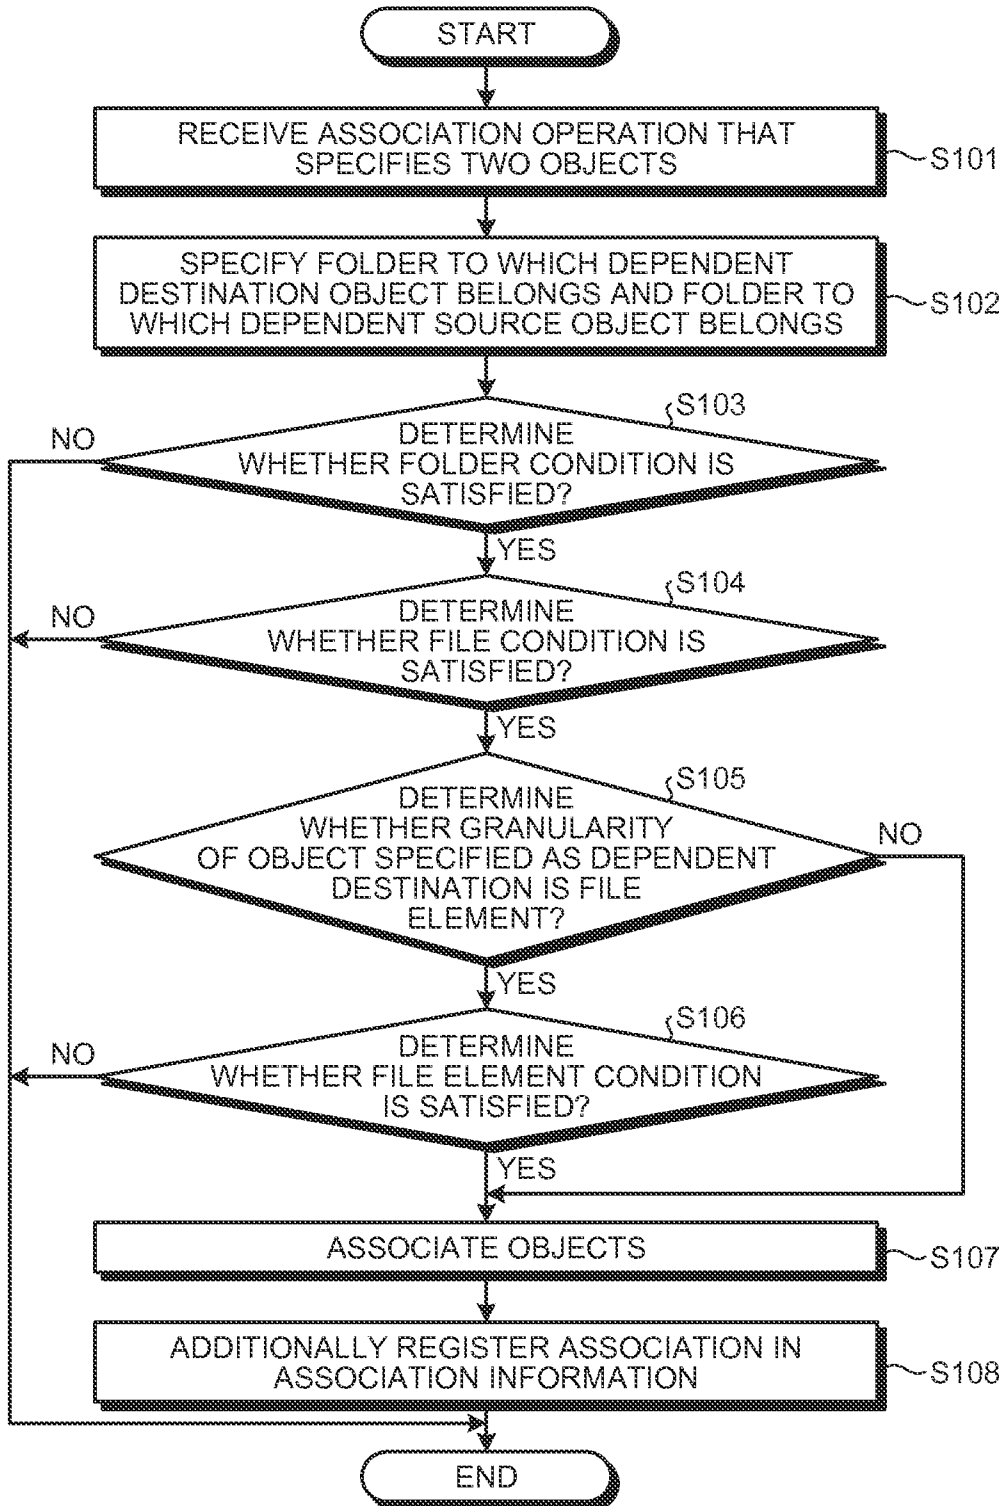 START
RECEIVE ASSOCIATION OPERATION THAT
SPECIFIES TWO OBJECTS
S101
SPECIFY FOLDER TO WHICH DEPENDENT
DESTINATION OBJECT BELONGS AND FOLDER TO
WHICH DEPENDENT SOURCE OBJECT BELONGS
S102
S103
NO
DETERMINE
WHETHER FOLDER CONDITION IS
SATISFIED?
YES
S104
NO
DETERMINE
WHETHER FILE CONDITION IS
SATISFIED?
YES
S105
DETERMINE
WHETHER GRANULARITY
OF OBJECT SPECIFIED AS DEPENDENT
DESTINATION IS FILE
ELEMENT?
NO
YES
S106
NO
DETERMINE
WHETHER FILE ELEMENT CONDITION
IS SATISFIED?
YES
ASSOCIATE OBJECTS
S107
ADDITIONALLY REGISTER ASSOCIATION IN
ASSOCIATION INFORMATION
S108
END